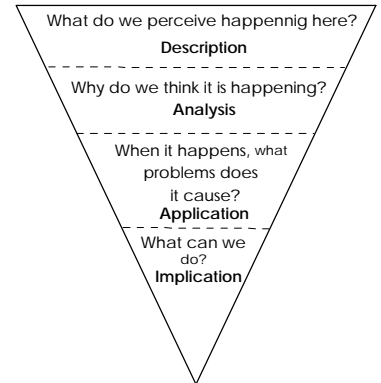 What do we perceive happennig here?
Description
Why do we think it is happening?
Analysis
When it happens, what
problems does
it cause?
Application
What can we
do?
Implication